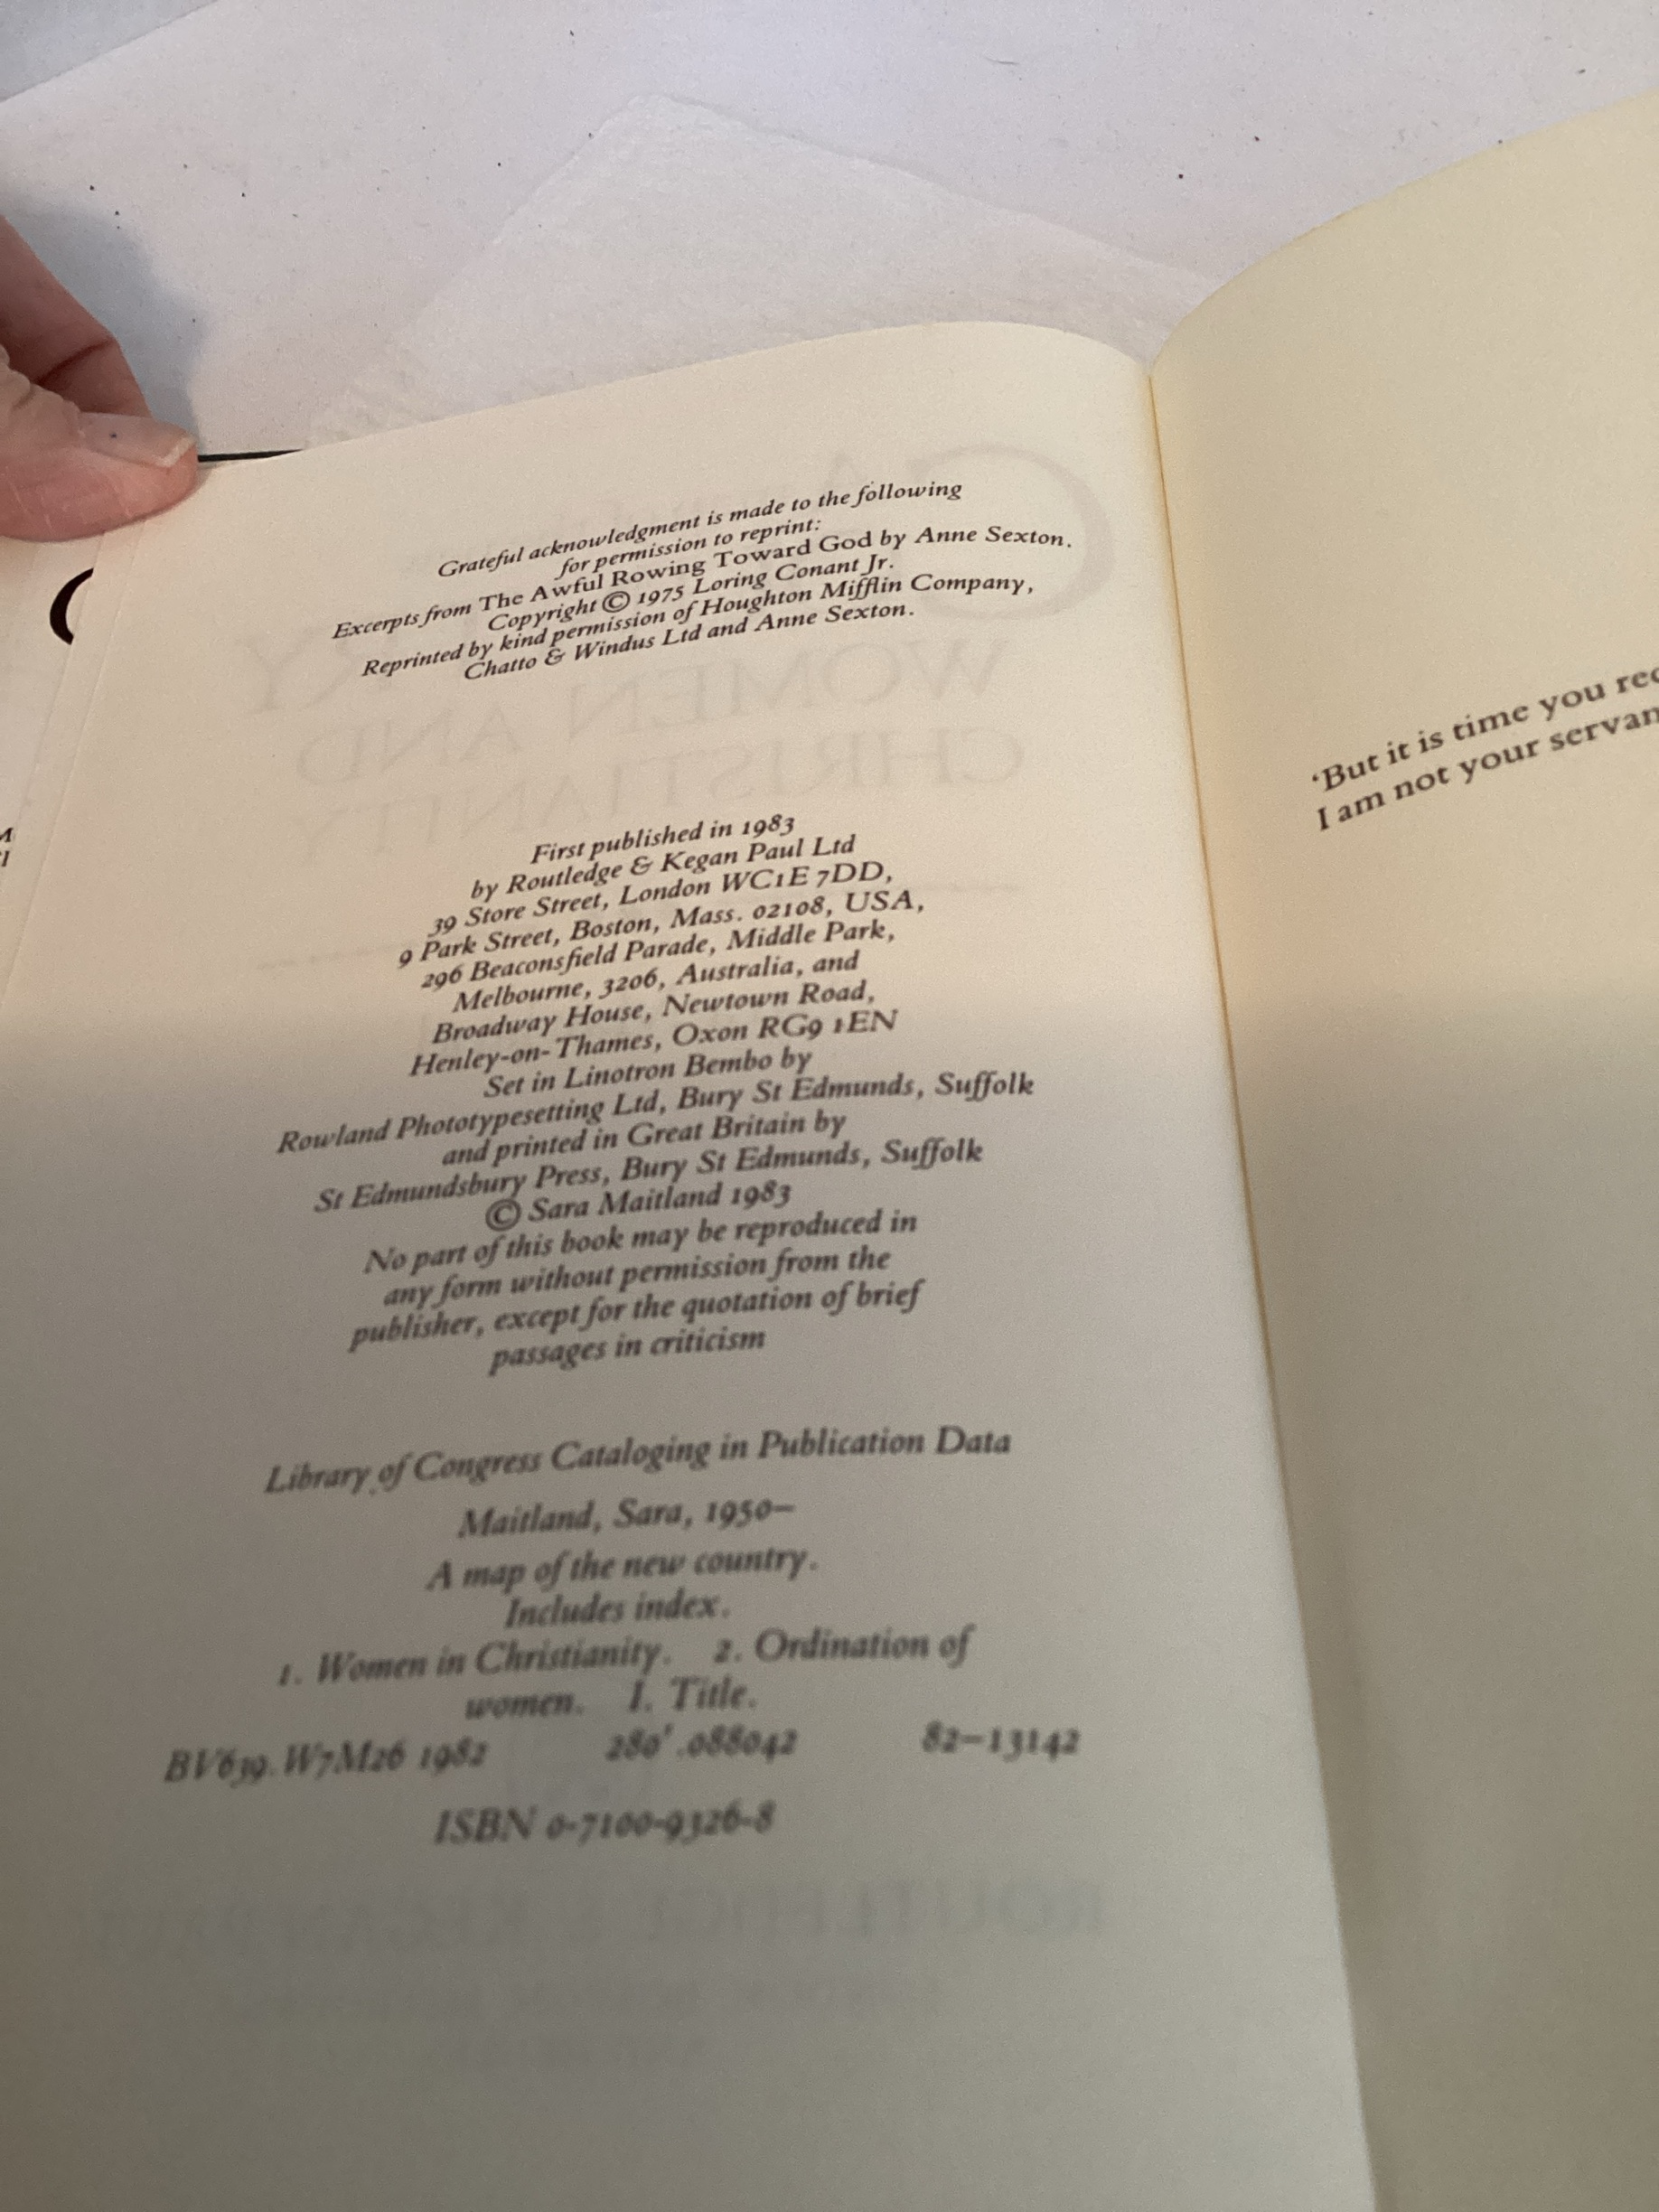 Grateful acknowledgment is made to the following
for permission to reprint:
Excerpts from The Awful Rowing Toward God by Anne Sexton.
Copyright © 1975 Loring Conant Jr.
Reprinted by kind permission of Houghton Mifflin Company,
Chatto & Windus Ltd and Anne Sexton.
First published in 1983
by Routledge & Kegan Paul Ltd
39 Store Street, London WC1E 7DD,
9 Park Street, Boston, Mass. 02108, USA,
296 Beaconsfield Parade, Middle Park,
Melbourne, 3206, Australia, and
Broadway House, Newtown Road,
Henley-on-Thames, Oxon RG9 1EN
Set in Linotron Bembo by
Rowland Phototypesetting Ltd, Bury St Edmunds, Suffolk
and printed in Great Britain by
St Edmundsbury Press, Bury St Edmunds, Suffolk
© Sara Maitland 1983
No part of this book may be reproduced in
any form without permission from the
publisher, except for the quotation of brief
passages in criticism
Library of Congress Cataloging in Publication Data
Maitland, Sara, 1950–
A map of the new country.
Includes index.
1. Women in Christianity. 2. Ordination of
women. I. Title.
BV639.W7M26 1982 280'.088042 82–13142
ISBN 0-7100-9326-8
'But it is time you rec
I am not your servan